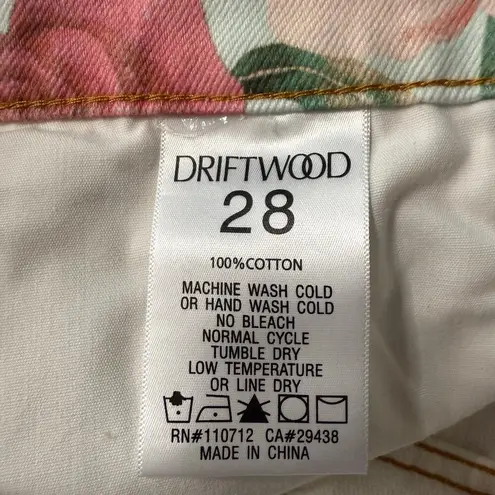 DRIFTWOOD
28
100%COTTON
MACHINE WASH COLD
OR HAND WASH COLD
NO BLEACH
NORMAL CYCLE
TUMBLE DRY
LOW TEMPERATURE
OR LINE DRY
RN#110712 CA#29438
MADE IN CHINA